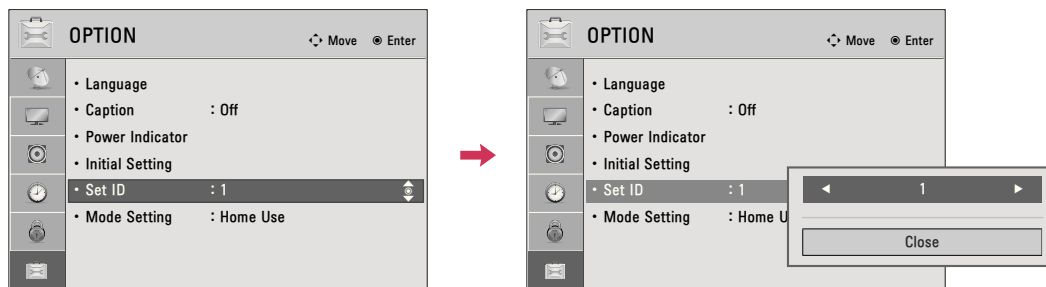 OPTION
Move Enter
• Language
• Caption : Off
• Power Indicator
• Initial Setting
• Set ID : 1
• Mode Setting : Home Use
OPTION
Move Enter
• Language
• Caption : Off
• Power Indicator
• Initial Setting
• Set ID : 1
• Mode Setting : Home U
◀ 1 ▶
Close